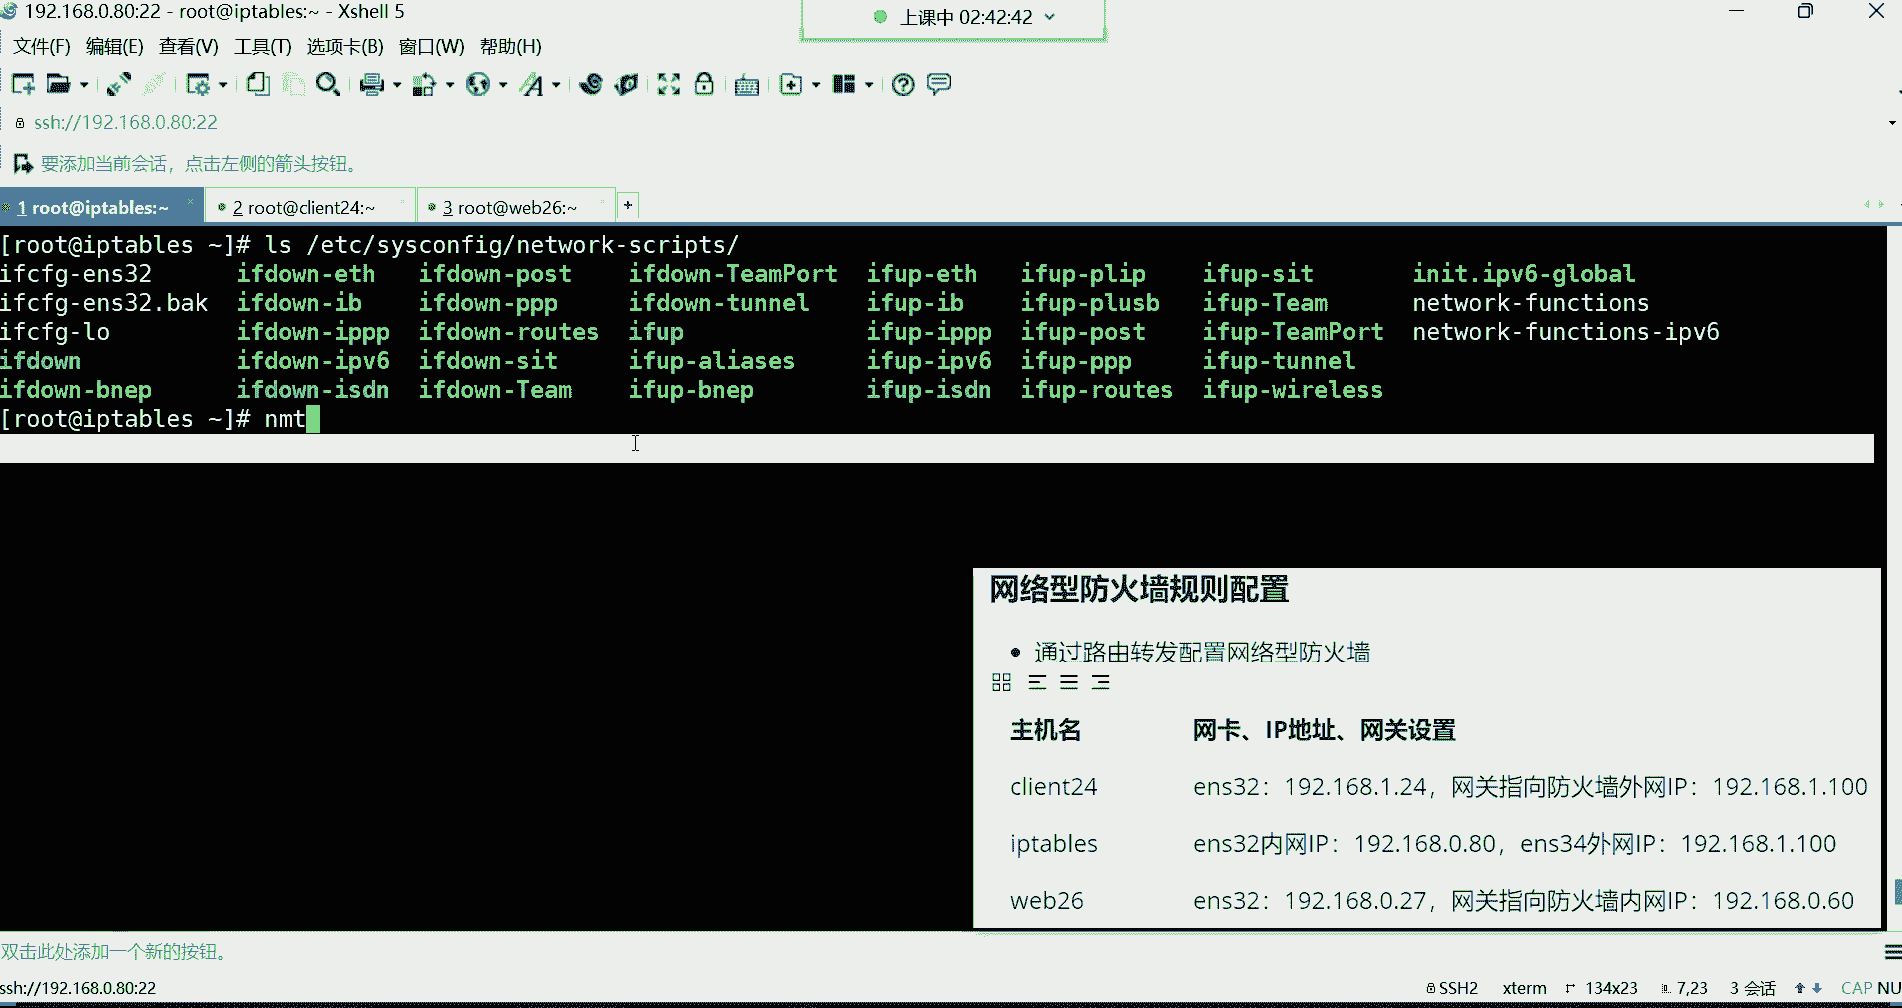 192.168.0.80:22 - root@iptables:~ - Xshell 5
上课中 02:42:42
文件(F) 编辑(E) 查看(V) 工具(T) 选项卡(B) 窗口(W) 帮助(H)
ssh://192.168.0.80:22
要添加当前会话，点击左侧的箭头按钮。
1 root@iptables:~ 2 root@client24:~ 3 root@web26:~
[root@iptables ~]# ls /etc/sysconfig/network-scripts/
ifcfg-ens32 ifdown-eth ifdown-post ifdown-TeamPort ifup-eth ifup-plip ifup-sit init.ipv6-global
ifcfg-ens32.bak ifdown-ib ifdown-ppp ifdown-tunnel ifup-ib ifup-plusb ifup-Team network-functions
ifcfg-lo ifdown-ippp ifdown-routes ifup ifup-ippp ifup-post ifup-TeamPort network-functions-ipv6
ifdown ifdown-ipv6 ifdown-sit ifup-aliases ifup-ipv6 ifup-ppp ifup-tunnel
ifdown-bnep ifdown-isdn ifdown-Team ifup-bnep ifup-isdn ifup-routes ifup-wireless
[root@iptables ~]# nmt
网络型防火墙规则配置
• 通过路由转发配置网络型防火墙
主机名 网卡、IP地址、网关设置
client24 ens32：192.168.1.24，网关指向防火墙外网IP：192.168.1.100
iptables ens32内网IP：192.168.0.80，ens34外网IP：192.168.1.100
web26 ens32：192.168.0.27，网关指向防火墙内网IP：192.168.0.60
双击此处添加一个新的按钮。
ssh://192.168.0.80:22 SSH2 xterm 134x23 7,23 3 会话 CAP NU